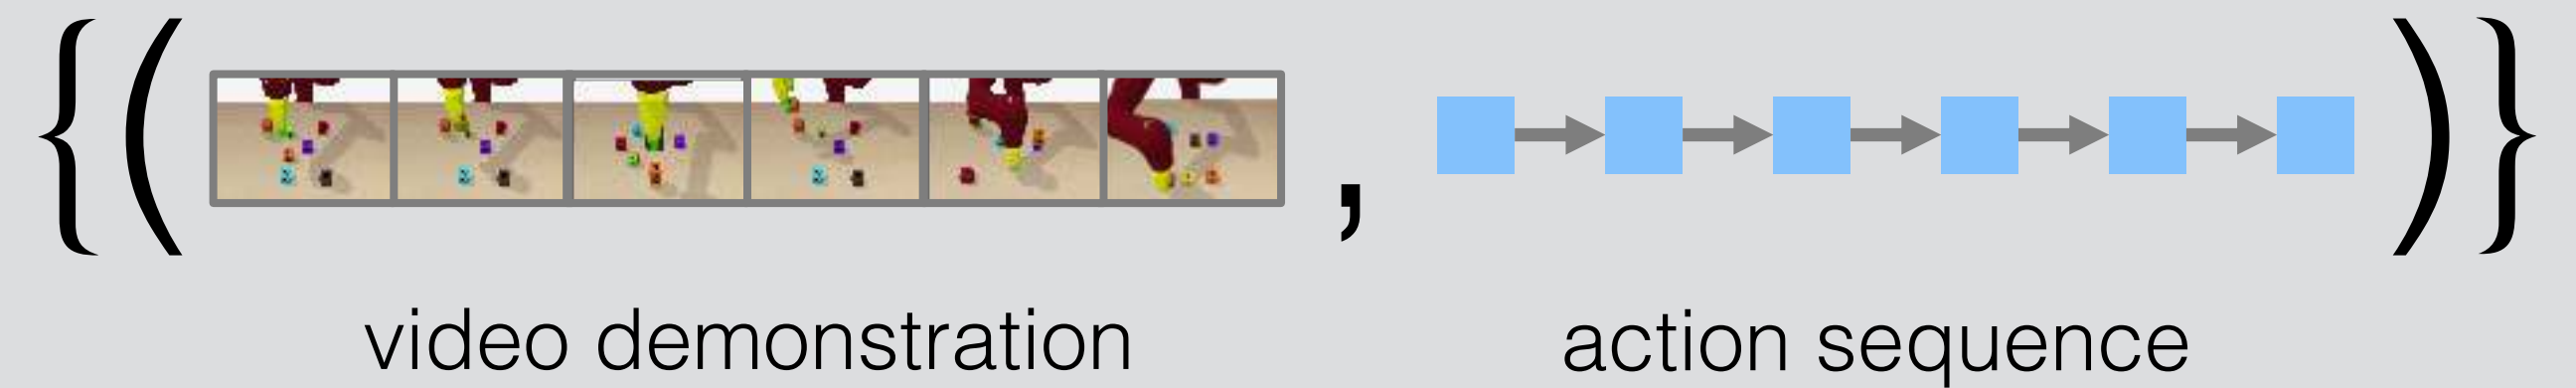 {( , )}
video demonstration action sequence